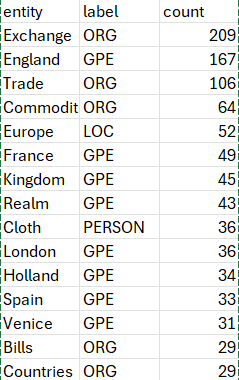 entity label count
Exchange ORG 209
England GPE 167
Trade ORG 106
Commodit ORG 64
Europe LOC 52
France GPE 49
Kingdom GPE 45
Realm GPE 43
Cloth PERSON 36
London GPE 36
Holland GPE 34
Spain GPE 33
Venice GPE 31
Bills ORG 29
Countries ORG 29